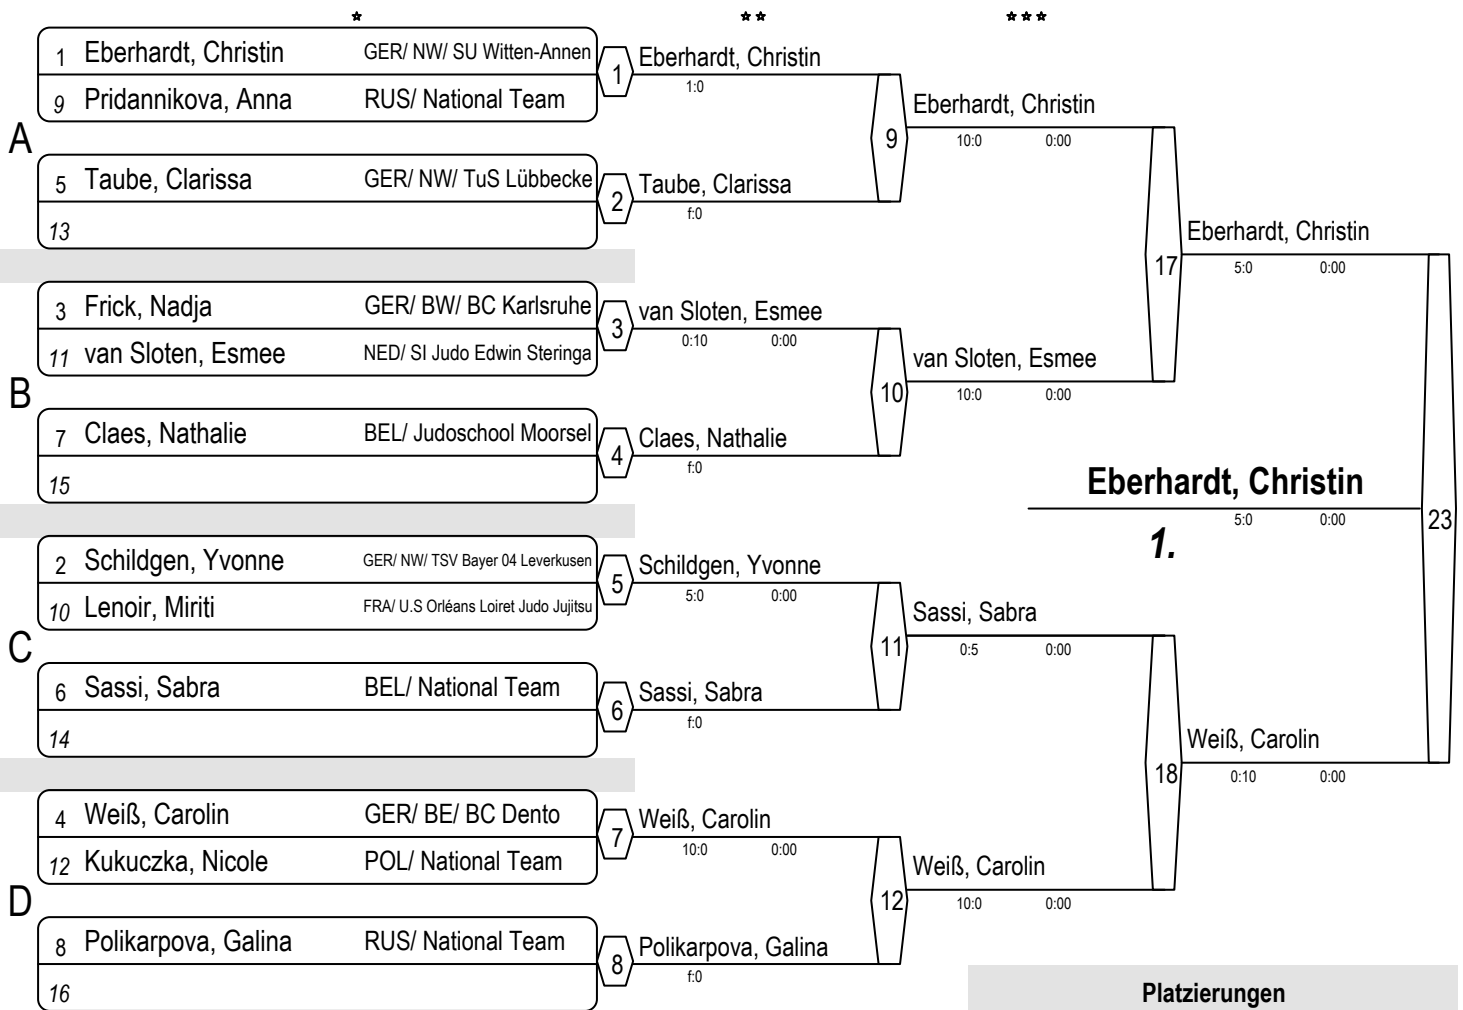 * ** ***
1 Eberhardt, Christin GER/ NW/ SU Witten-Annen
9 Pridannikova, Anna RUS/ National Team
1
Eberhardt, Christin
1:0
A
5 Taube, Clarissa GER/ NW/ TuS Lübbecke
13
2
Taube, Clarissa
f:0
9
Eberhardt, Christin
10:0 0:00
3 Frick, Nadja GER/ BW/ BC Karlsruhe
11 van Sloten, Esmee NED/ SI Judo Edwin Steringa
3
van Sloten, Esmee
0:10 0:00
B
7 Claes, Nathalie BEL/ Judoschool Moorsel
15
4
Claes, Nathalie
f:0
10
van Sloten, Esmee
10:0 0:00
17
Eberhardt, Christin
5:0 0:00
2 Schildgen, Yvonne GER/ NW/ TSV Bayer 04 Leverkusen
10 Lenoir, Miriti FRA/ U.S Orléans Loiret Judo Jujitsu
5
Schildgen, Yvonne
5:0 0:00
C
6 Sassi, Sabra BEL/ National Team
14
6
Sassi, Sabra
f:0
11
Sassi, Sabra
0:5 0:00
4 Weiß, Carolin GER/ BE/ BC Dento
12 Kukuczka, Nicole POL/ National Team
7
Weiß, Carolin
10:0 0:00
D
8 Polikarpova, Galina RUS/ National Team
16
8
Polikarpova, Galina
f:0
12
Weiß, Carolin
10:0 0:00
18
Weiß, Carolin
0:10 0:00
23
Eberhardt, Christin
5:0 0:00
1.
Platzierungen